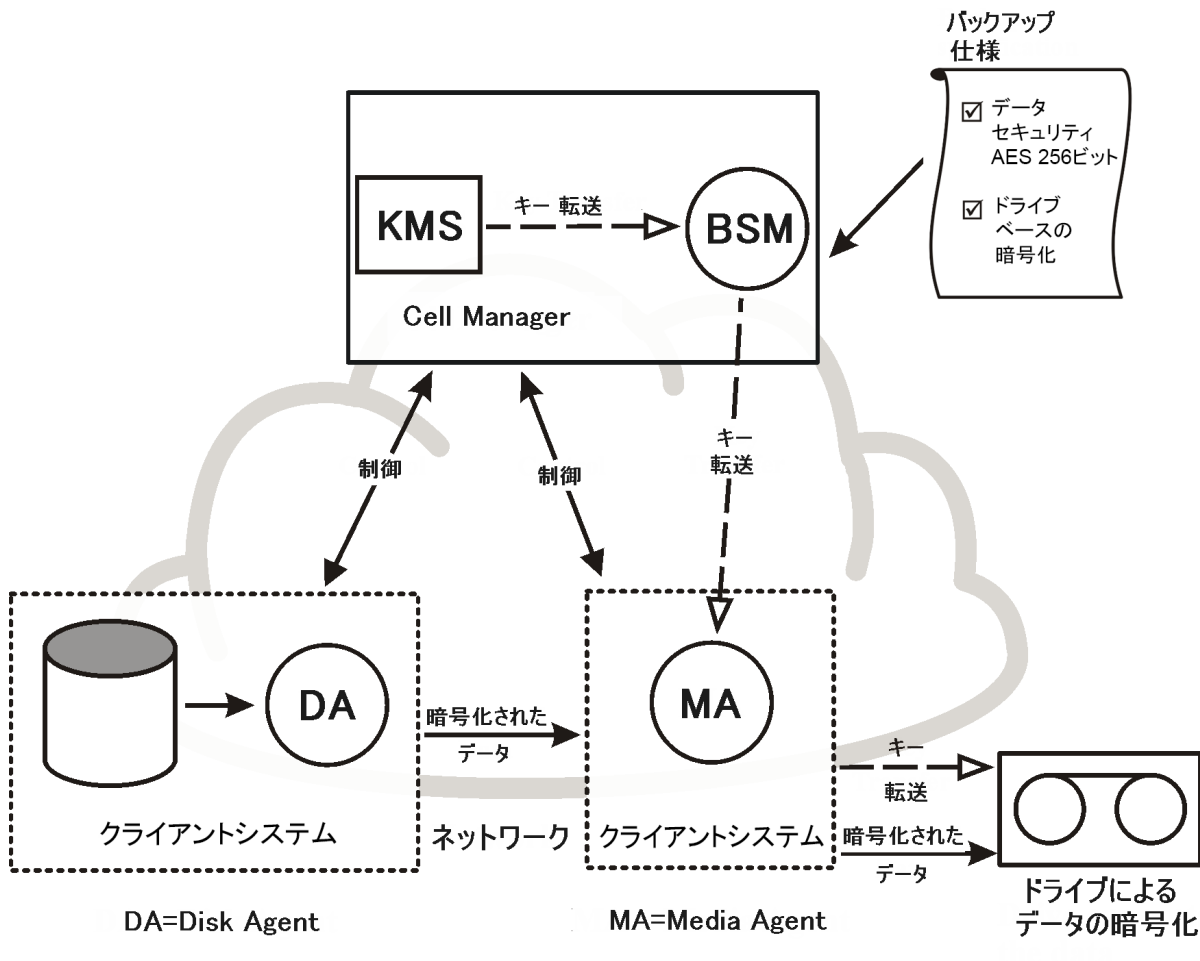 バックアップ
仕様
データ
セキュリティ
AES 256ビット
ドライブ
ベースの
暗号化
KMS
キー 転送
BSM
Cell Manager
制御
制御
キー
転送
DA
暗号化された
データ
MA
キー
転送
クライアントシステム
ネットワーク
クライアントシステム
暗号化された
データ
DA=Disk Agent
MA=Media Agent
ドライブによる
データの暗号化